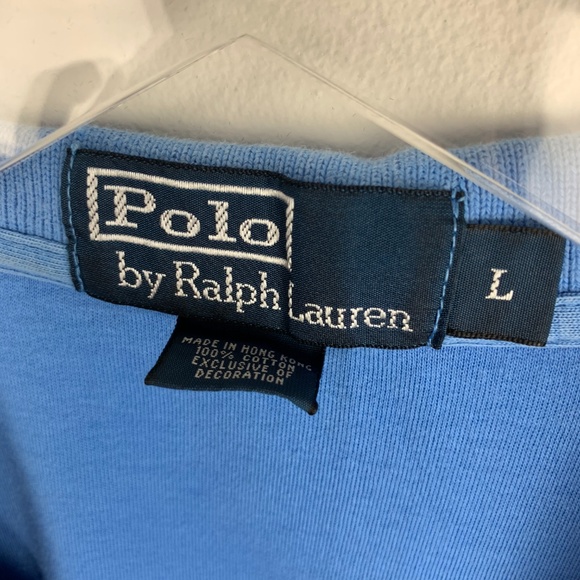 Polo
by Ralph Lauren
L
MADE IN HONG KONG
100% COTTON
EXCLUSIVE OF
DECORATION